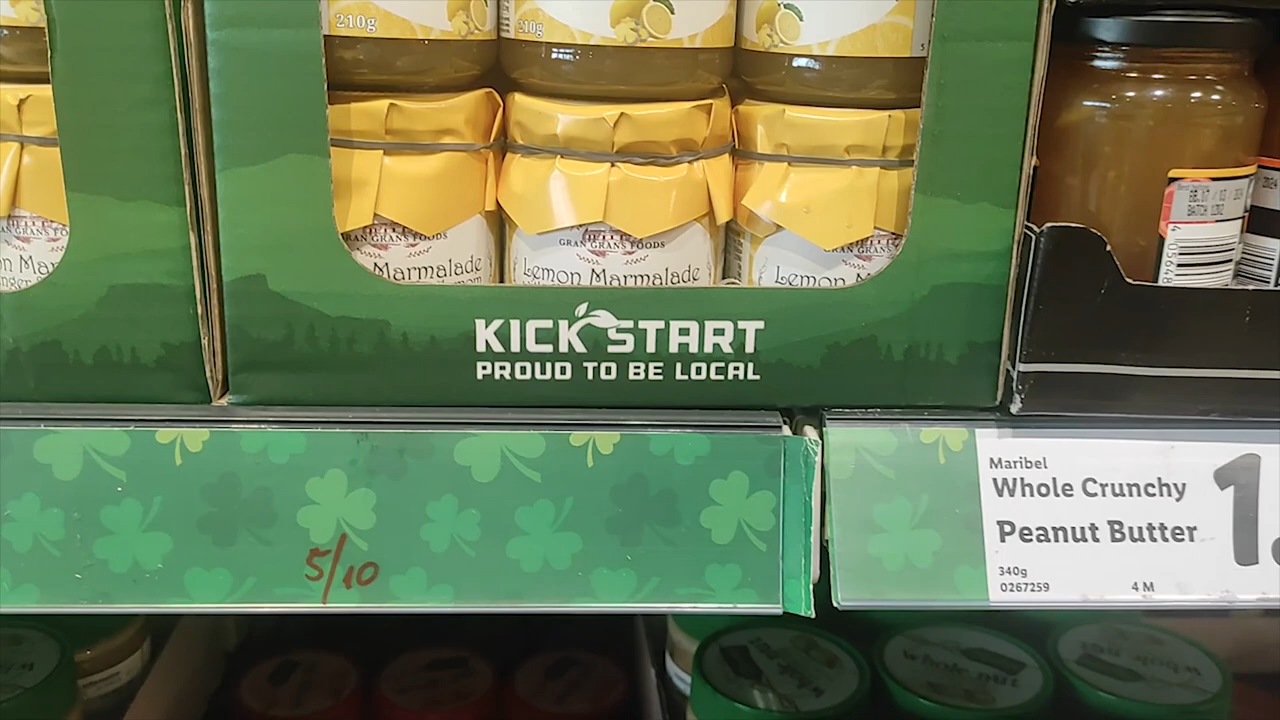 210g
210g
GRAN GRANS FOODS
GRAN GRANS FOODS
Marmalade
Lemon Marmalade
Lemon
KICK START
PROUD TO BE LOCAL
Maribel
Whole Crunchy
Peanut Butter
340g
0267259
4 M
1.
5/10